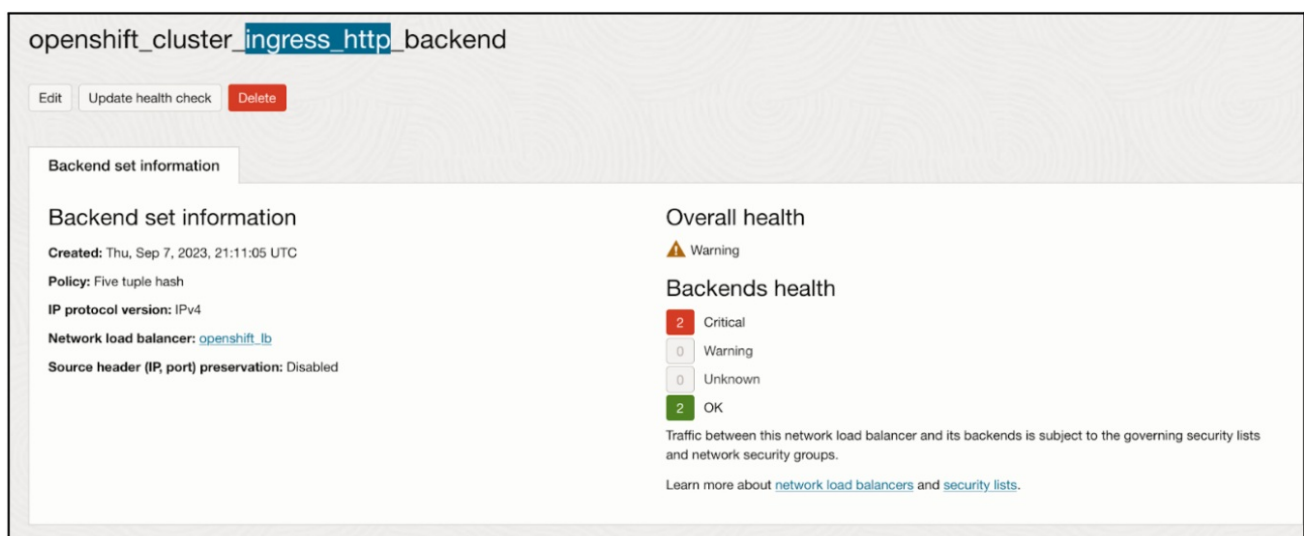 openshift_cluster_ingress_http_backend
Edit Update health check Delete
Backend set information
Backend set information
Created: Thu, Sep 7, 2023, 21:11:05 UTC
Policy: Five tuple hash
IP protocol version: IPv4
Network load balancer: openshift_lb
Source header (IP, port) preservation: Disabled
Overall health
Warning
Backends health
2 Critical
0 Warning
0 Unknown
2 OK
Traffic between this network load balancer and its backends is subject to the governing security lists
and network security groups.
Learn more about network load balancers and security lists.